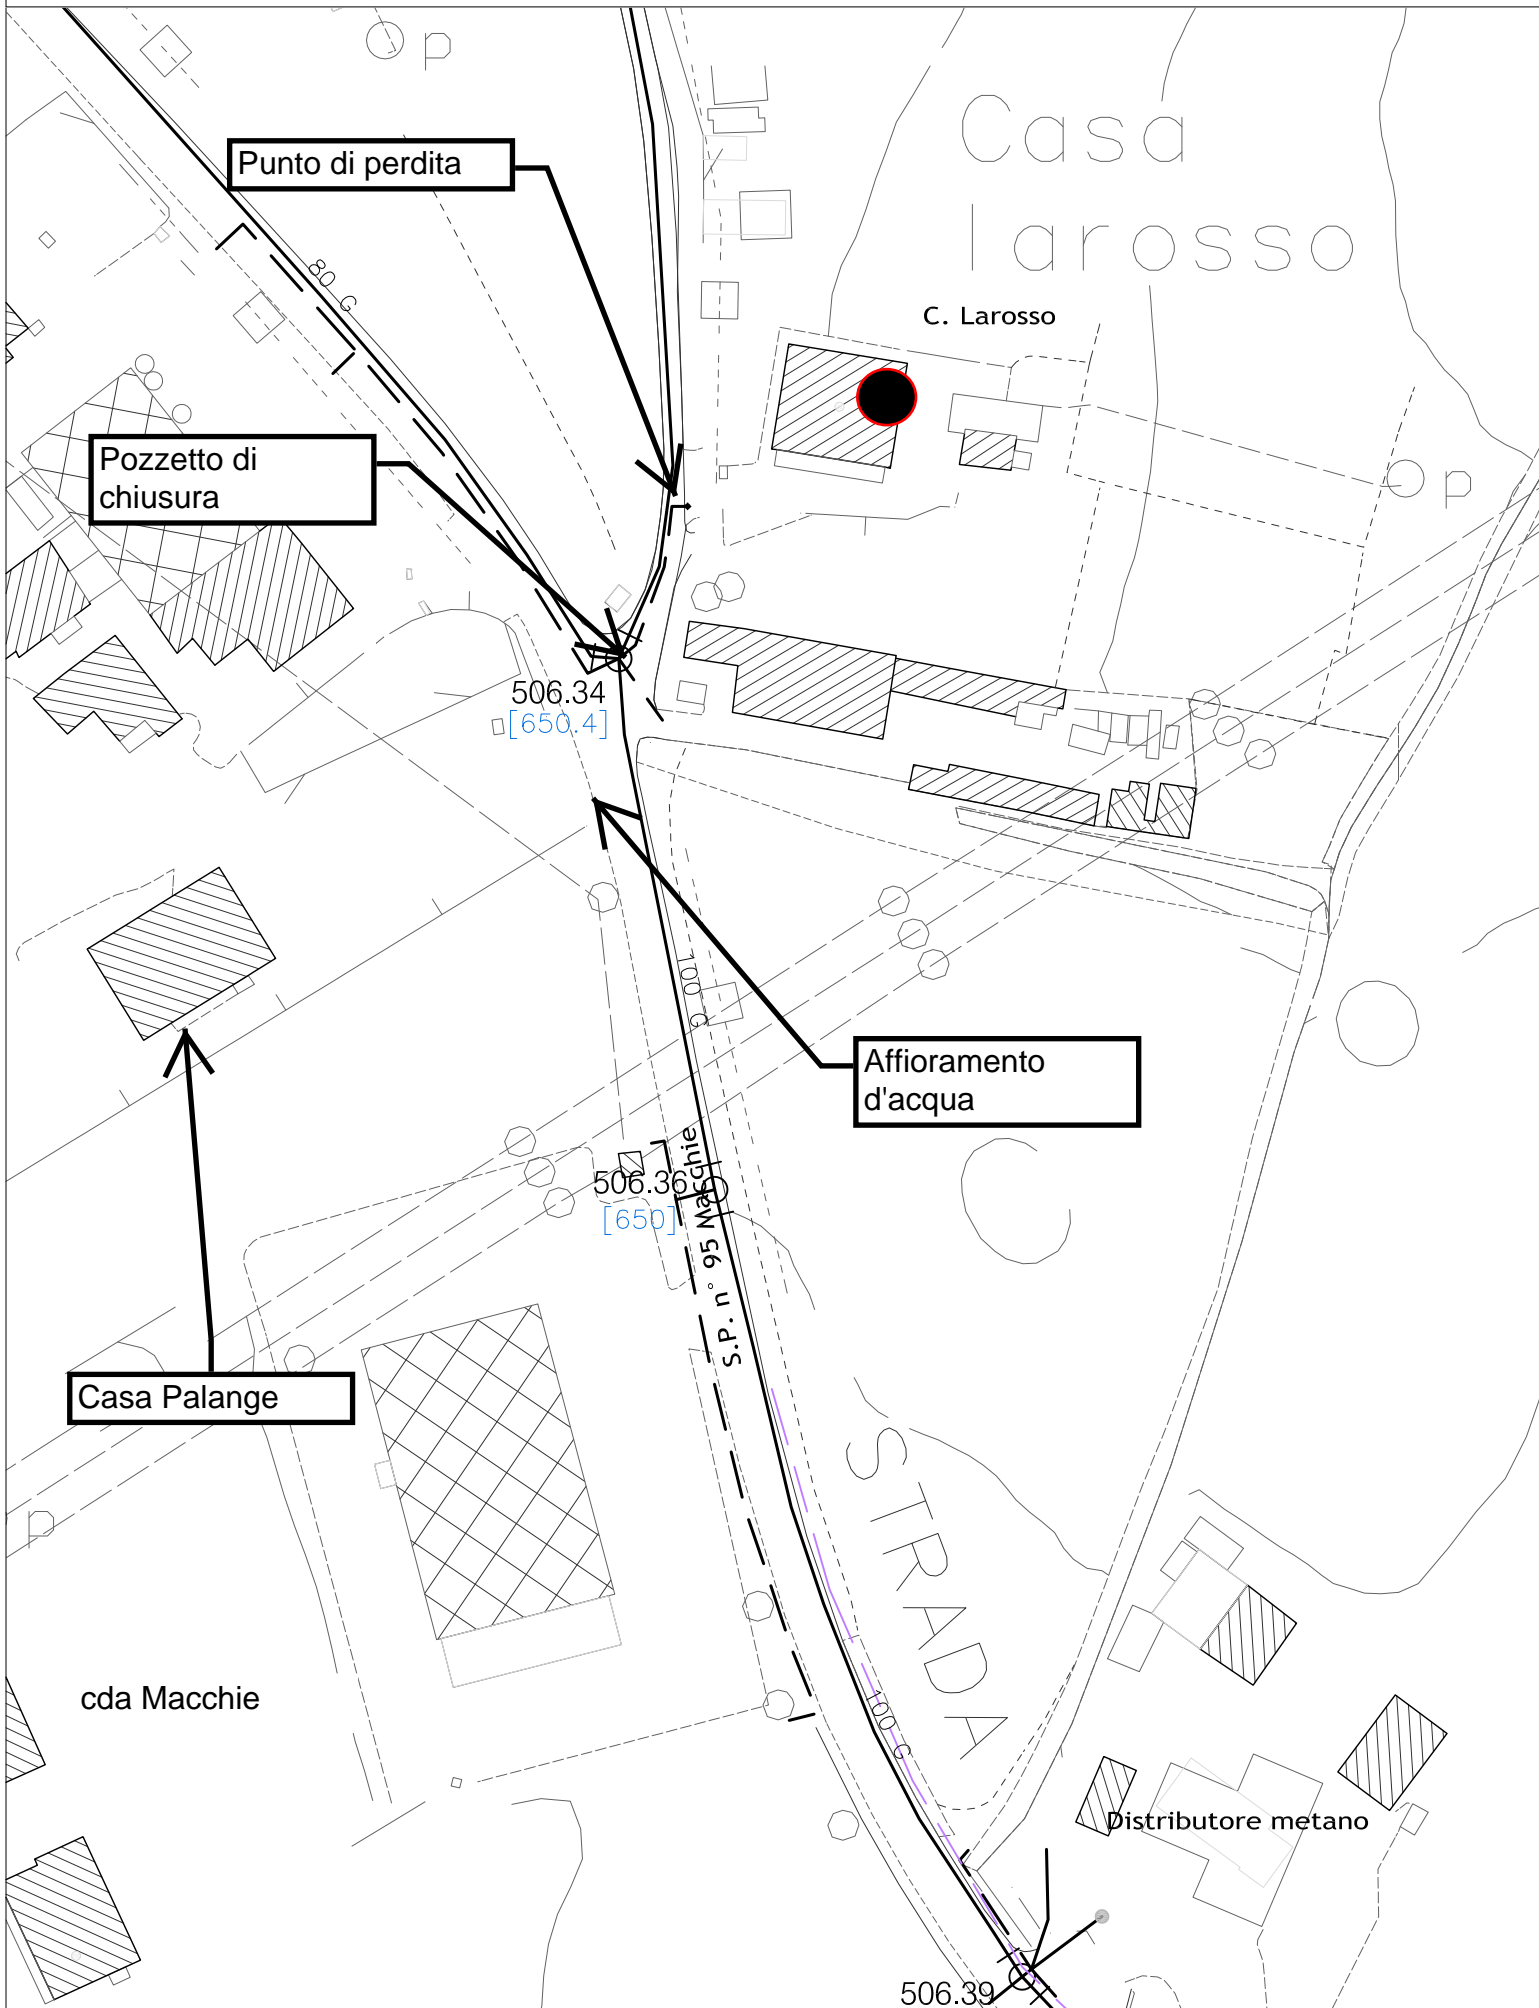 p
Casa
larosso
Punto di perdita
80 G
C. Larosso
Pozzetto di
chiusura
p
506.34
[650.4]
100 G
Affioramento
d'acqua
506.36
[650]
S.P. n° 95 Macchie
Casa Palange
STRADA
p
cda Macchie
100 G
Distributore metano
506.39